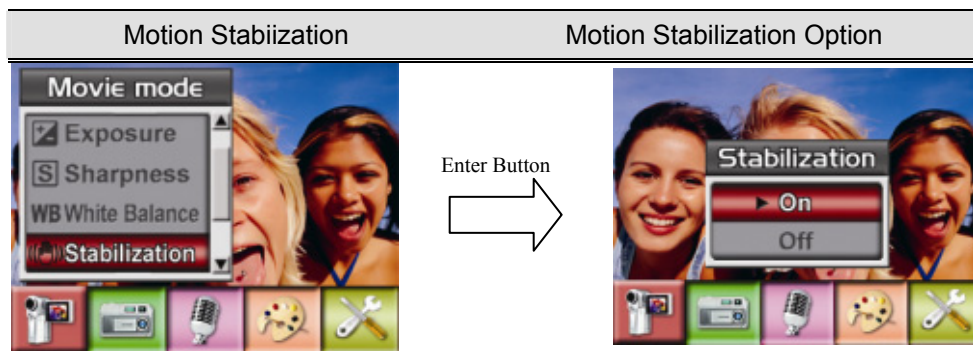 Motion Stabiization
Motion Stabilization Option
Movie mode
Exposure
S Sharpness
WB White Balance
Stabilization
Enter Button
Stabilization
On
Off